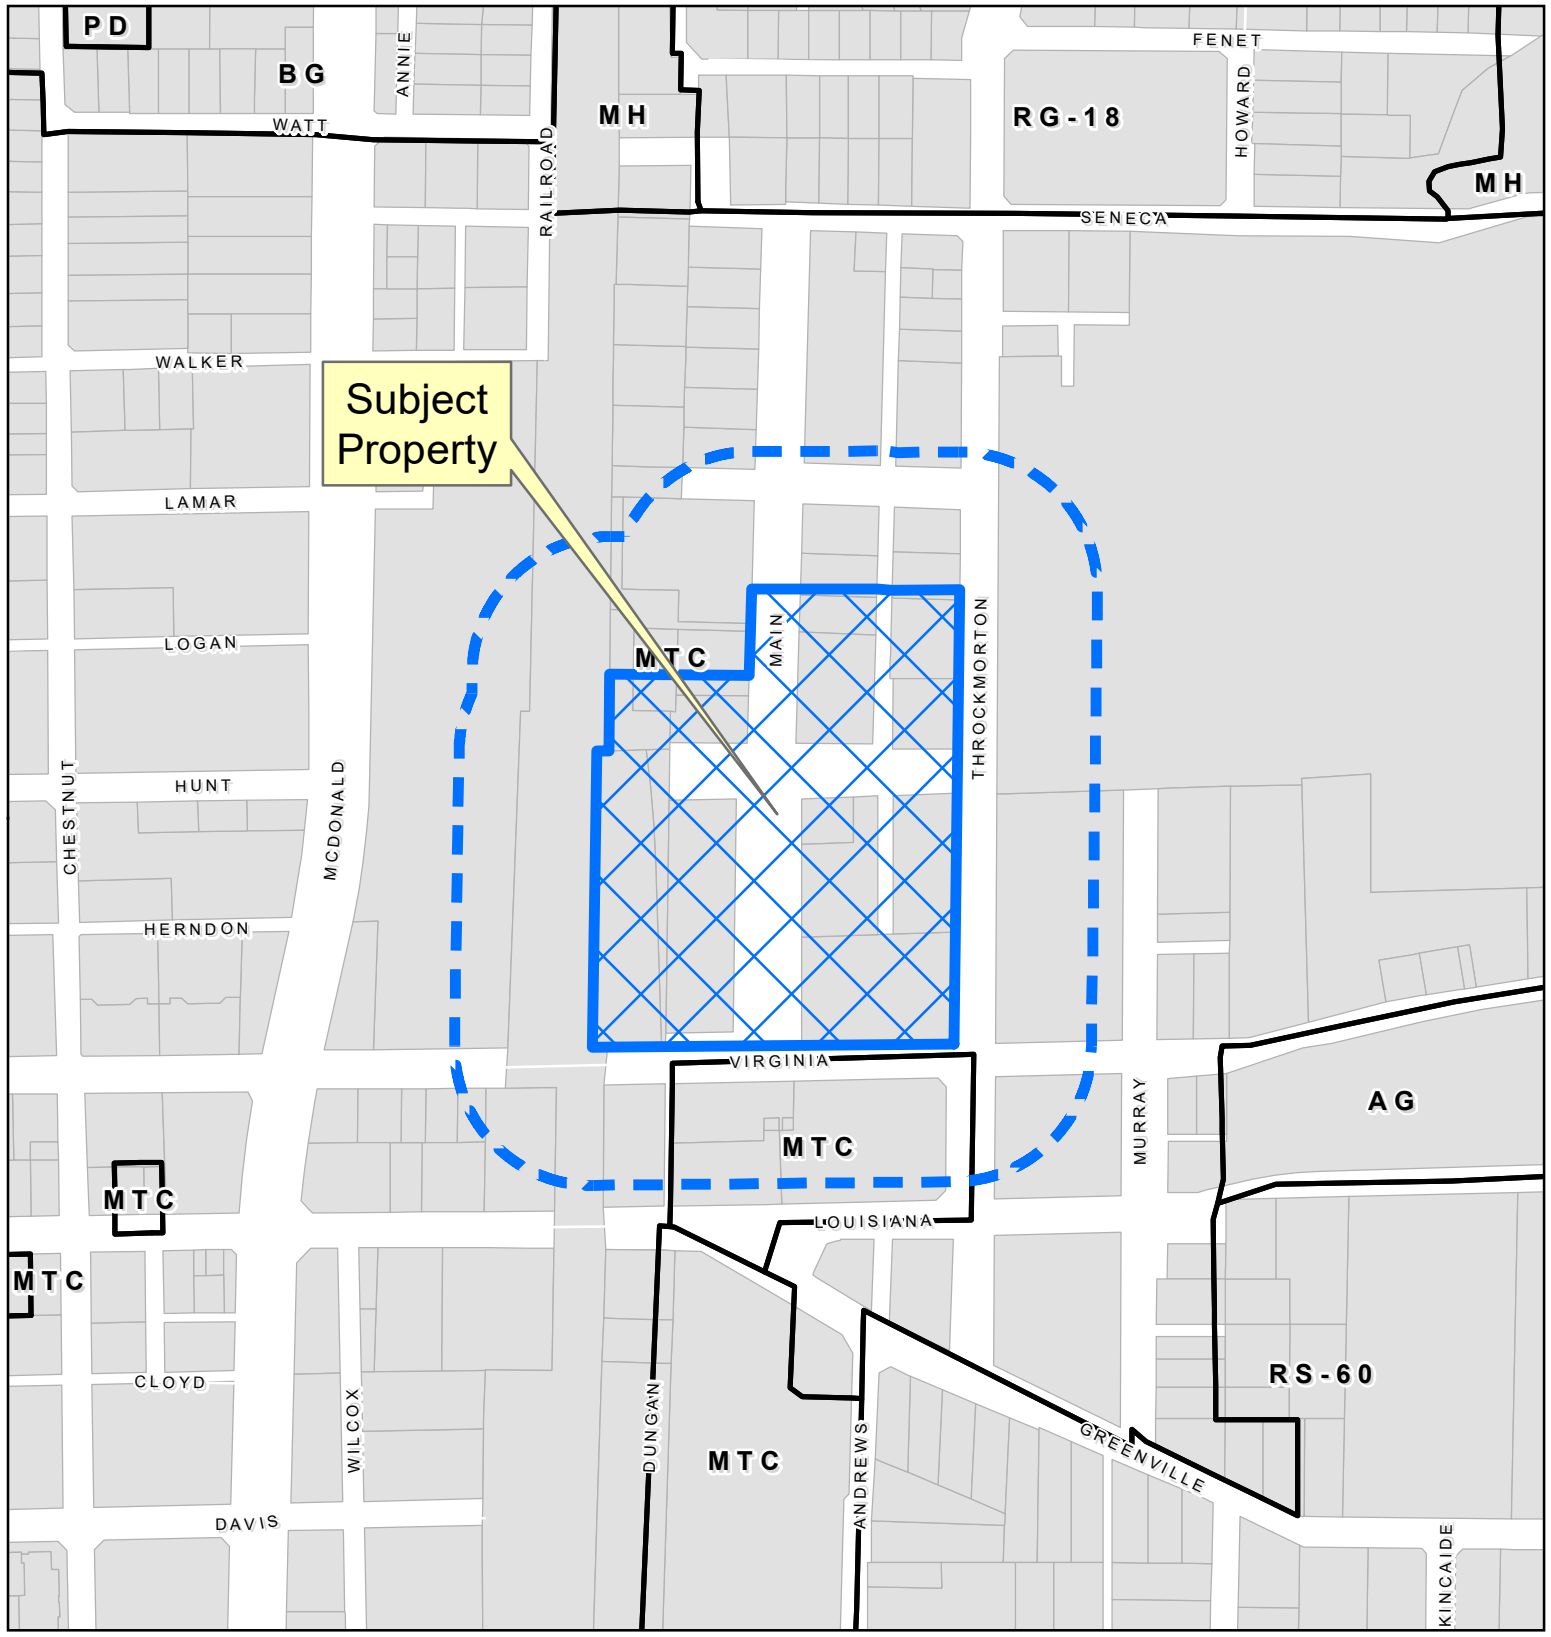 PD
BG
ANNIE
FENET
HOWARD
MH
RG-18
WATT
RAILROAD
MH
SENECA
WALKER
Subject
Property
LAMAR
LOGAN
MTC
MAIN
THROCKMORTON
HUNT
CHESTNUT
MCDONALD
HERNDON
VIRGINIA
AG
MURRAY
MTC
MTC
LOUISIANA
MTC
CLOYD
WILCOX
DUNGAN
RS-60
ANDREWS
GREENVILLE
MTC
DAVIS
KINCAIDE